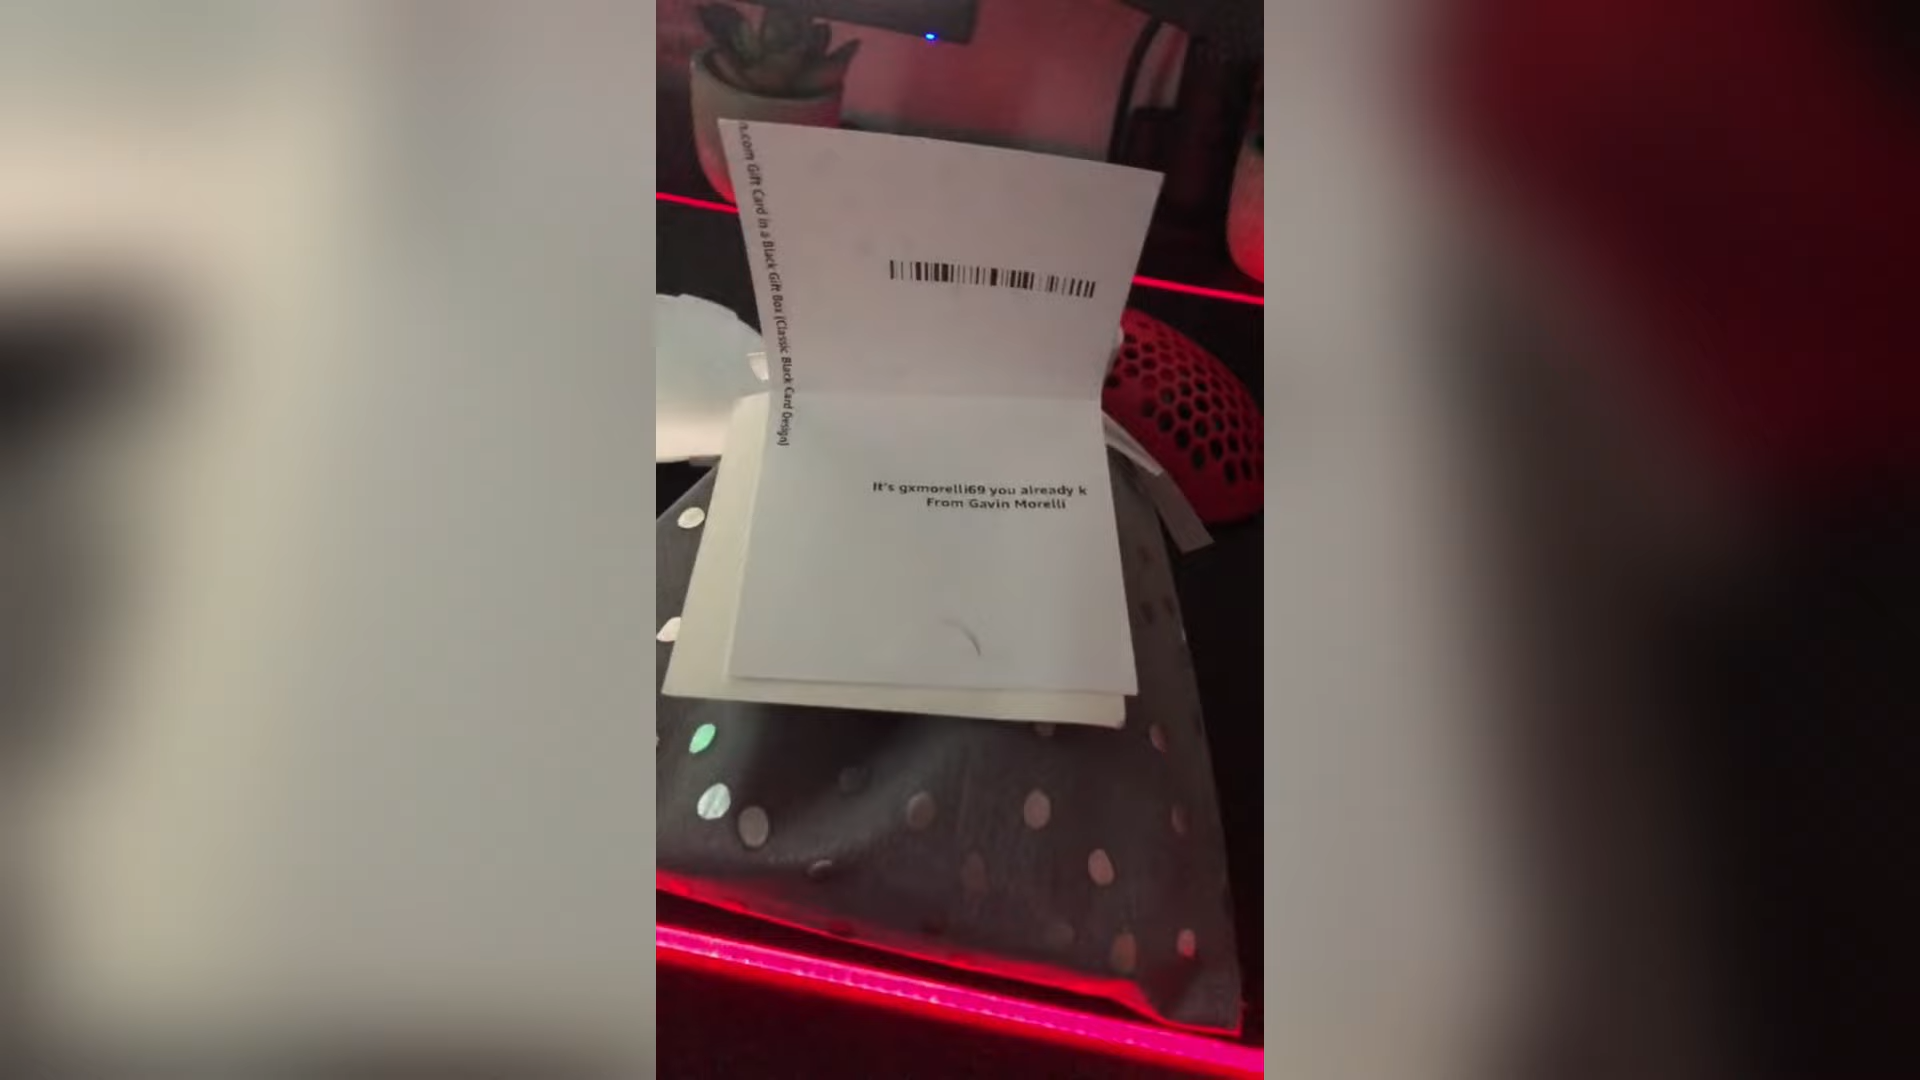 n.com Gift Card in a Black Gift Box (Classic Black Card Design)
It's gxmorelli69 you already k
From Gavin Morelli